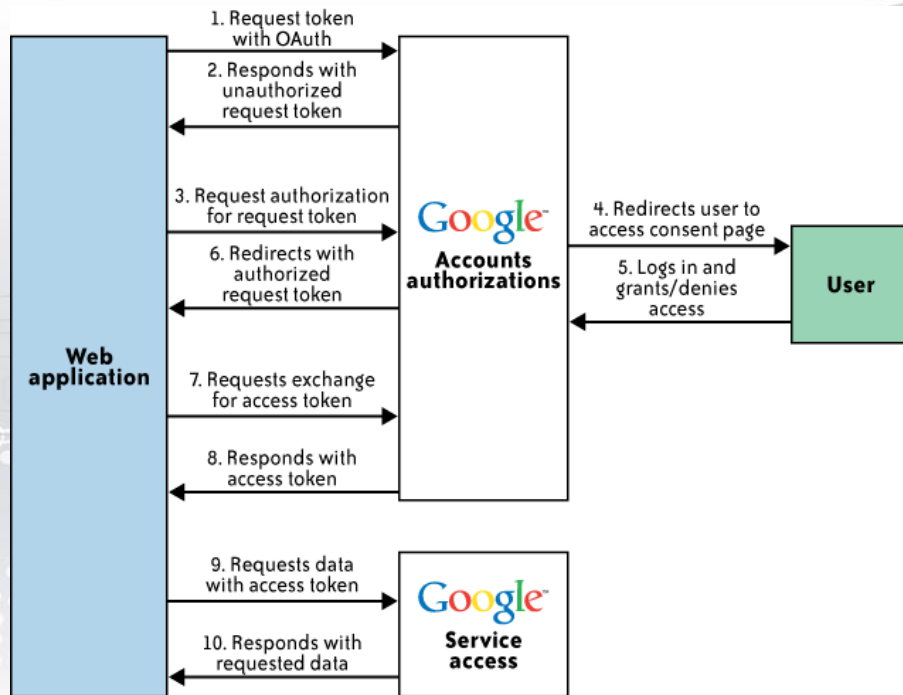 1. Request token
with OAuth
2. Responds with
unauthorized
request token
3. Request authorization
for request token
Google™
4. Redirects user to
access consent page
6. Redirects with
authorized
request token
Accounts
authorizations
5. Logs in and
grants/denies
access
User
Web
application
7. Requests exchange
for access token
8. Responds with
access token
9. Requests data
with access token
Google™
10. Responds with
requested data
Service
access